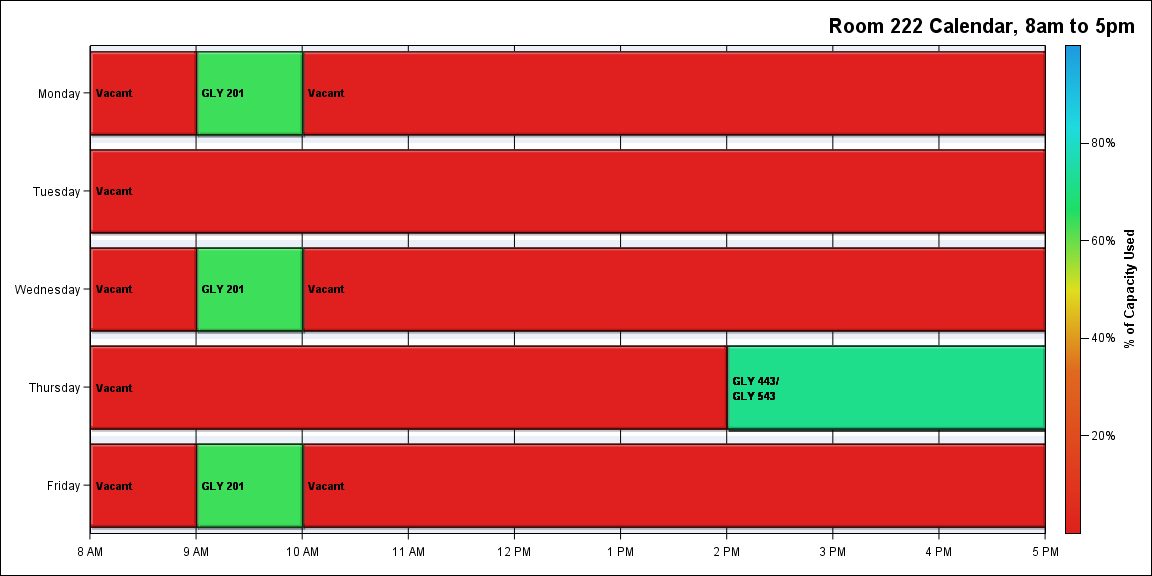 Room 222 Calendar, 8am to 5pm
Monday
Vacant
GLY 201
Vacant
Tuesday
Vacant
Wednesday
Vacant
GLY 201
Vacant
Thursday
Vacant
GLY 443/
GLY 543
Friday
Vacant
GLY 201
Vacant
8 AM
9 AM
10 AM
11 AM
12 PM
1 PM
2 PM
3 PM
4 PM
5 PM
80%
60%
40%
20%
% of Capacity Used